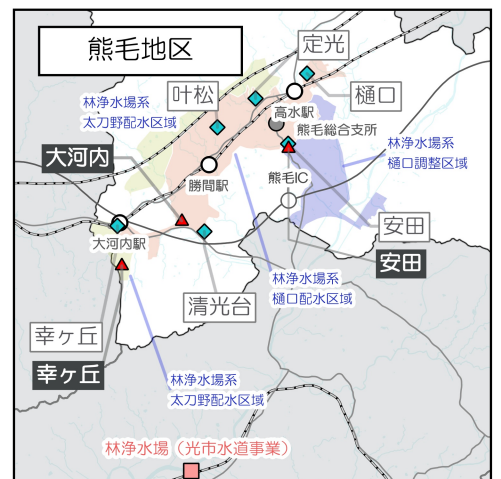 熊毛地区
定光
叶松
樋口
林浄水場系
太刀野配水区域
高水駅
熊毛総合支所
林浄水場系
樋口調整区域
大河内
勝間駅
熊毛IC
安田
安田
大河内駅
清光台
林浄水場系
樋口配水区域
幸ヶ丘
幸ヶ丘
林浄水場系
太刀野配水区域
林浄水場（光市水道事業）